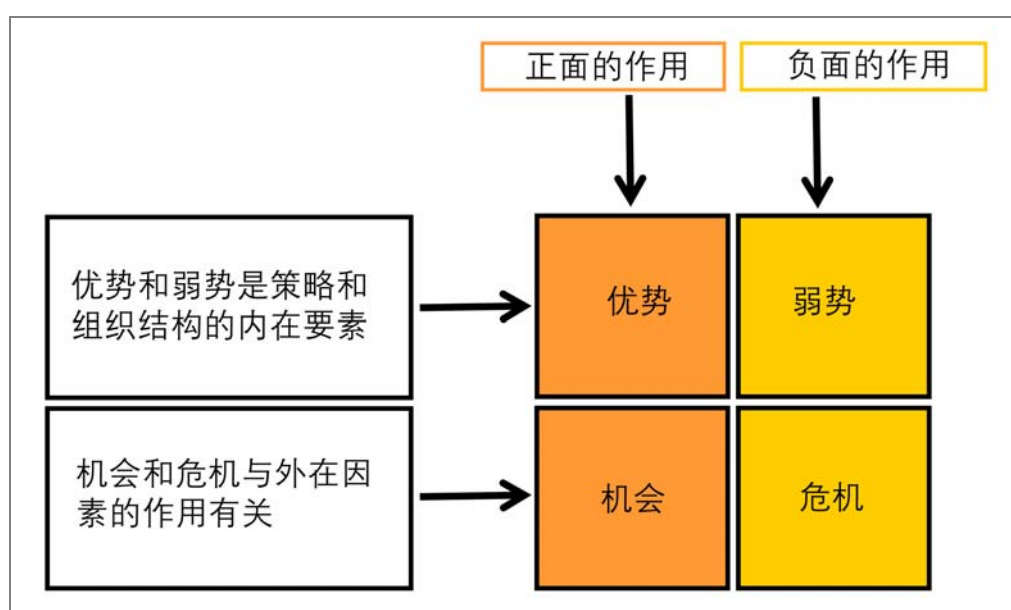 正面的作用
负面的作用
优势和弱势是策略和
组织结构的内在要素
优势
弱势
机会和危机与外在因
素的作用有关
机会
危机